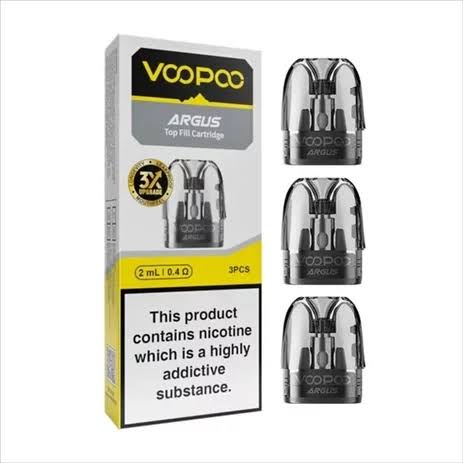 VOOPOO
ARGUS
Top Fill Cartridge
3X
UPGRADE
2 mL | 0.4 Ω
3PCS
This product
contains nicotine
which is a highly
addictive
substance.
VOOPOO
ARGUS
VOOPOO
ARGUS
VOOPOO
ARGUS